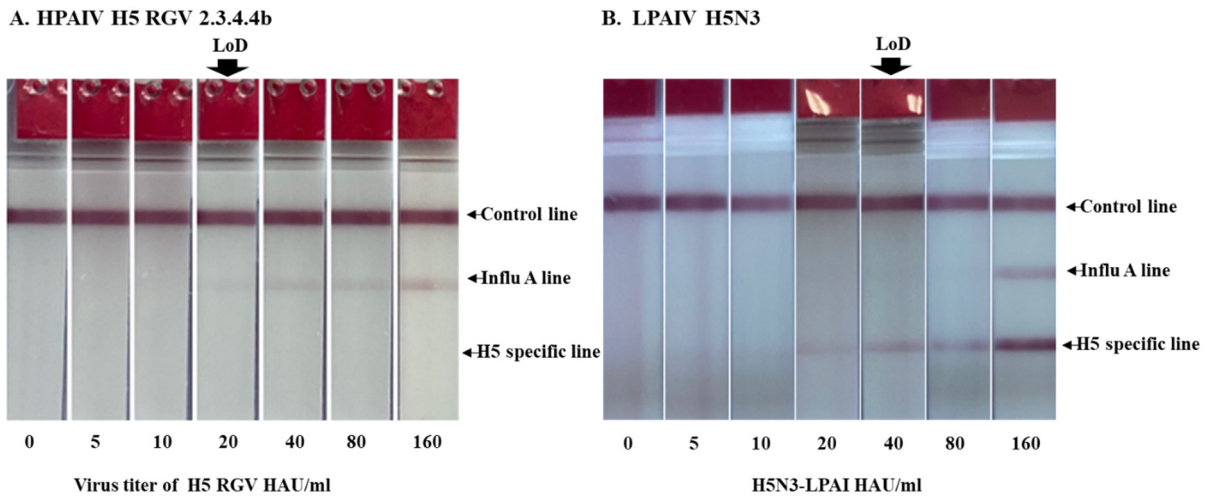 A. HPAIV H5 RGV 2.3.4.4b
LoD
Control line
Influ A line
H5 specific line
0 5 10 20 40 80 160
Virus titer of H5 RGV HAU/ml
B. LPAIV H5N3
LoD
Control line
Influ A line
H5 specific line
0 5 10 20 40 80 160
H5N3-LPAI HAU/ml